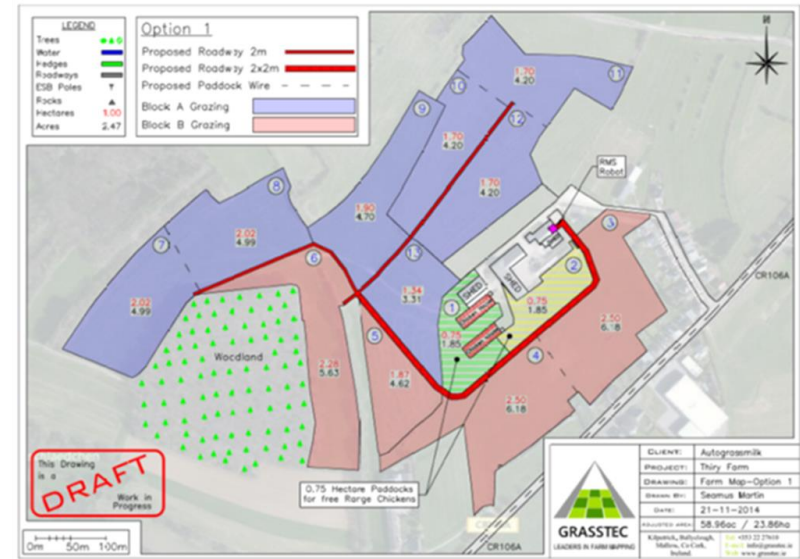 LEGEND
Trees
Water
Hedges
Roadways
ESB Poles
Rocks
Hectares 1.00
Acres 2.47
Option 1
Proposed Roadway 2m
Proposed Roadway 2x2m
Proposed Paddock Wire
Block A Grazing
Block B Grazing
N
1.70
4.20
11
10
9
12
1.70
4.20
1.70
4.20
RMS
Robot
8
1.90
4.70
2.02
4.99
7
6
13
3
2
CR106A
SHED
SHED
1.34
3.31
1
0.75
1.85
2.02
4.99
0.75
1.85
2.50
6.18
5
4
Woodland
2.28
5.63
1.87
4.62
2.50
6.18
This Drawing
is a
DRAFT
Work in
Progress
0.75 Hectare Paddocks
for free Range Chickens
0m 50m 100m
CR106A
GRASSTEC
LEADERS IN FARM MAPPING
CLIENT: Autograssmilk
PROJECT: Thiry Farm
DRAWING: Farm Map-Option 1
DRAWN BY: Seamus Martin
DATE: 21-11-2014
ADJUSTED AREA: 58.96ac / 23.86ha